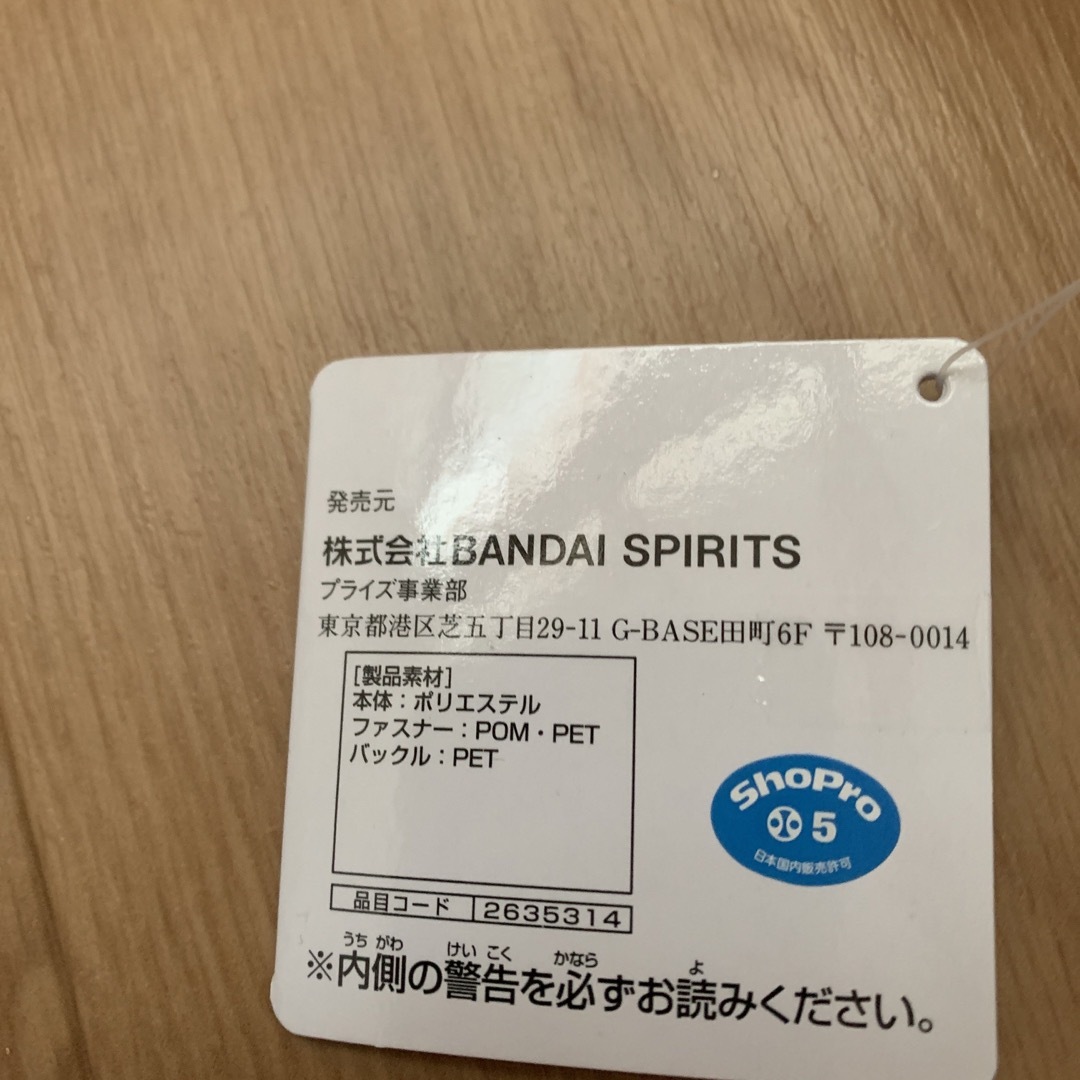 発売元
株式会社BANDAI SPIRITS
プライズ事業部
東京都港区芝五丁目29-11 G-BASE田町6F 〒108-0014
[製品素材]
本体：ポリエステル
ファスナー：POM・PET
バックル：PET
ShoPro
5
日本国内販売許可
品目コード 2635314
うち がわ けい こく かなら よ
※内側の警告を必ずお読みください。